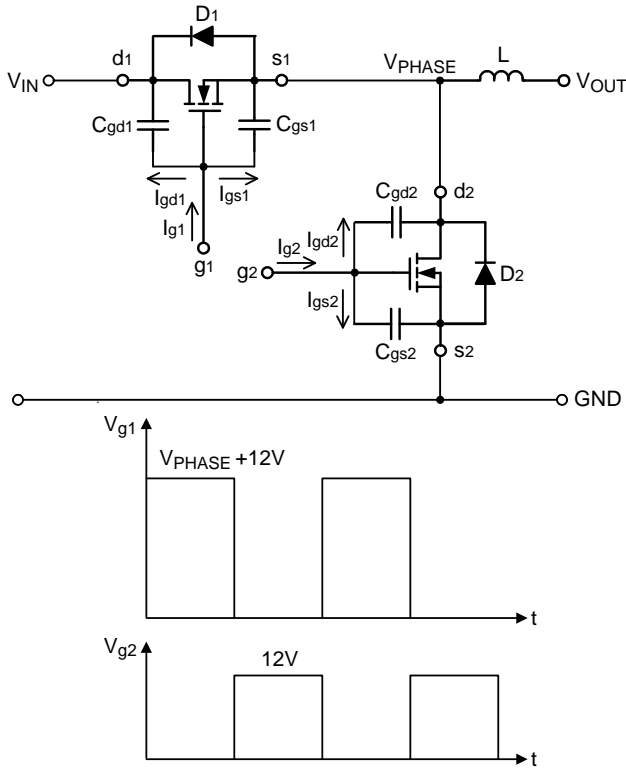 D1
d1
s1
VIN
VPHASE
L
VOUT
Cgd1
Cgs1
Igd1
Igs1
Ig1
g1
Cgd2
d2
Ig2
Igd2
g2
D2
Igs2
Cgs2
s2
GND
Vg1
VPHASE +12V
t
Vg2
12V
t